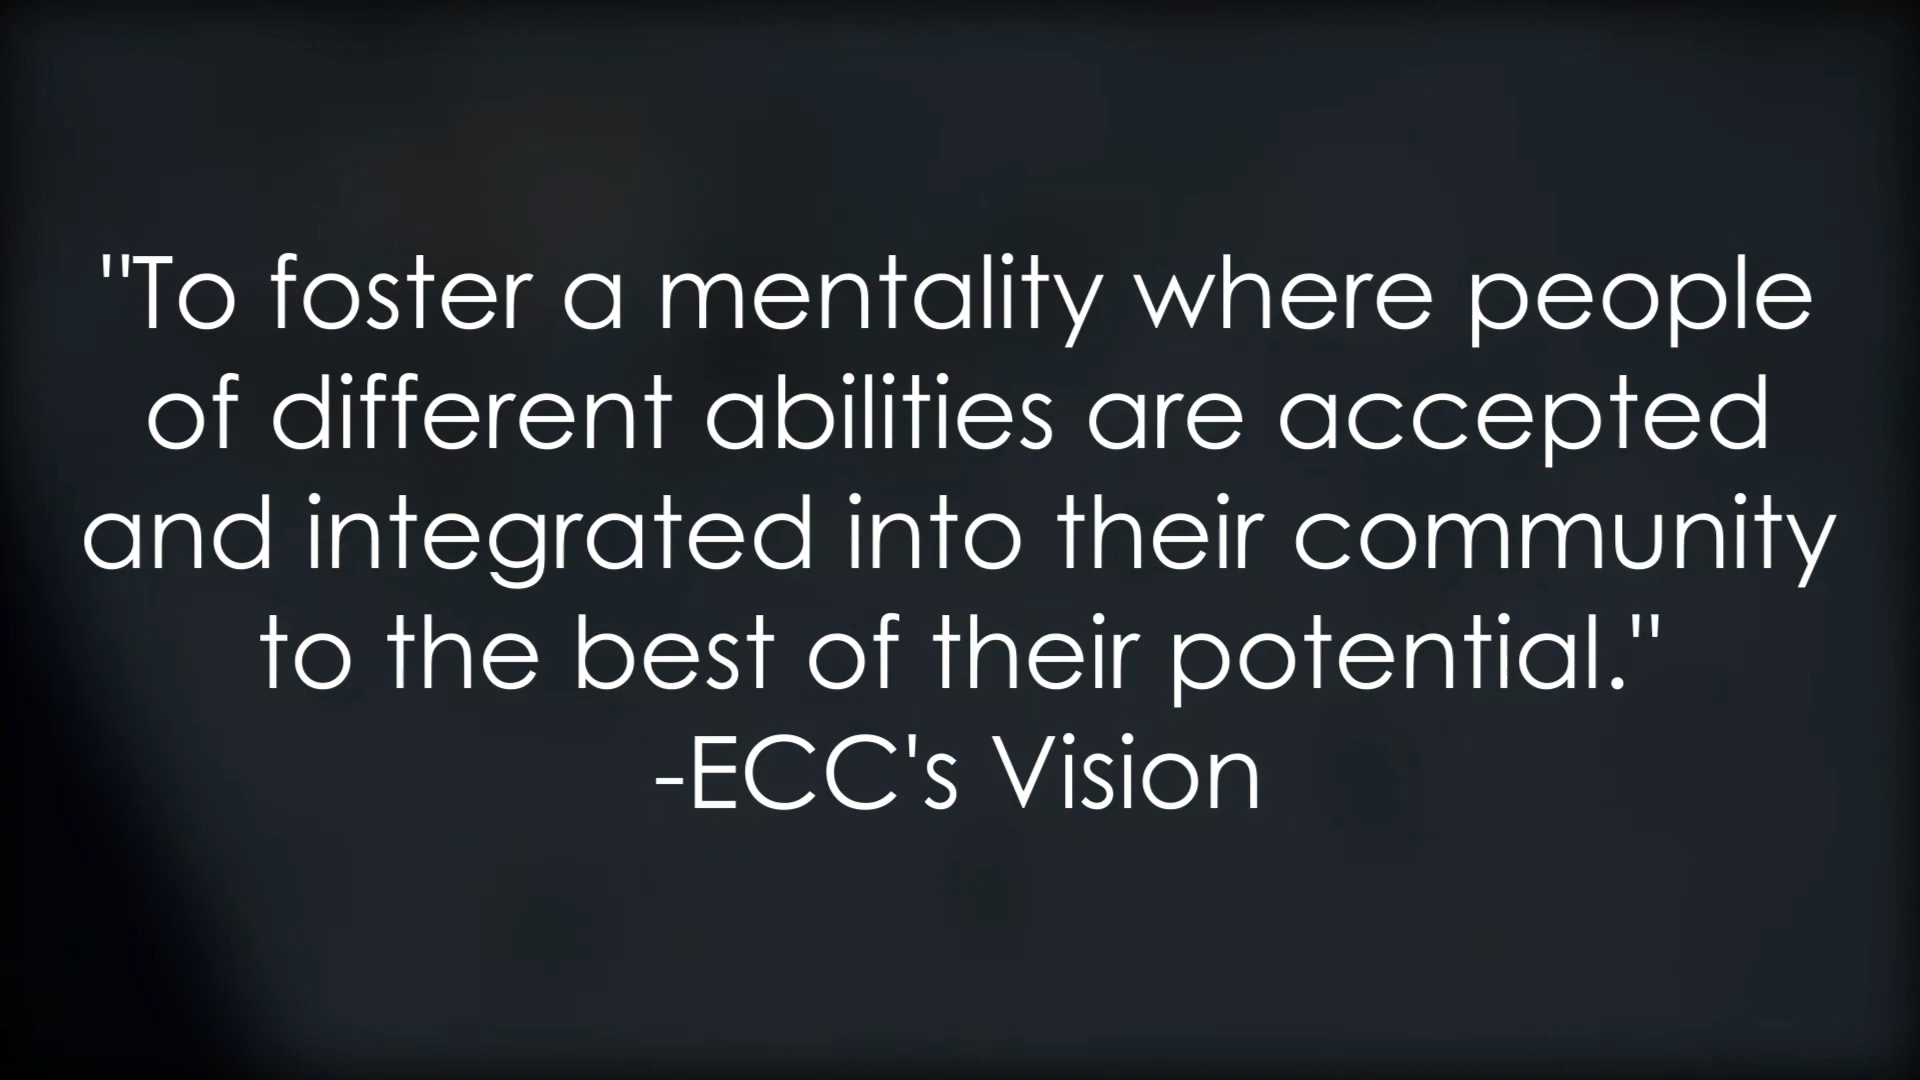 "To foster a mentality where people
of different abilities are accepted
and integrated into their community
to the best of their potential."
-ECC's Vision